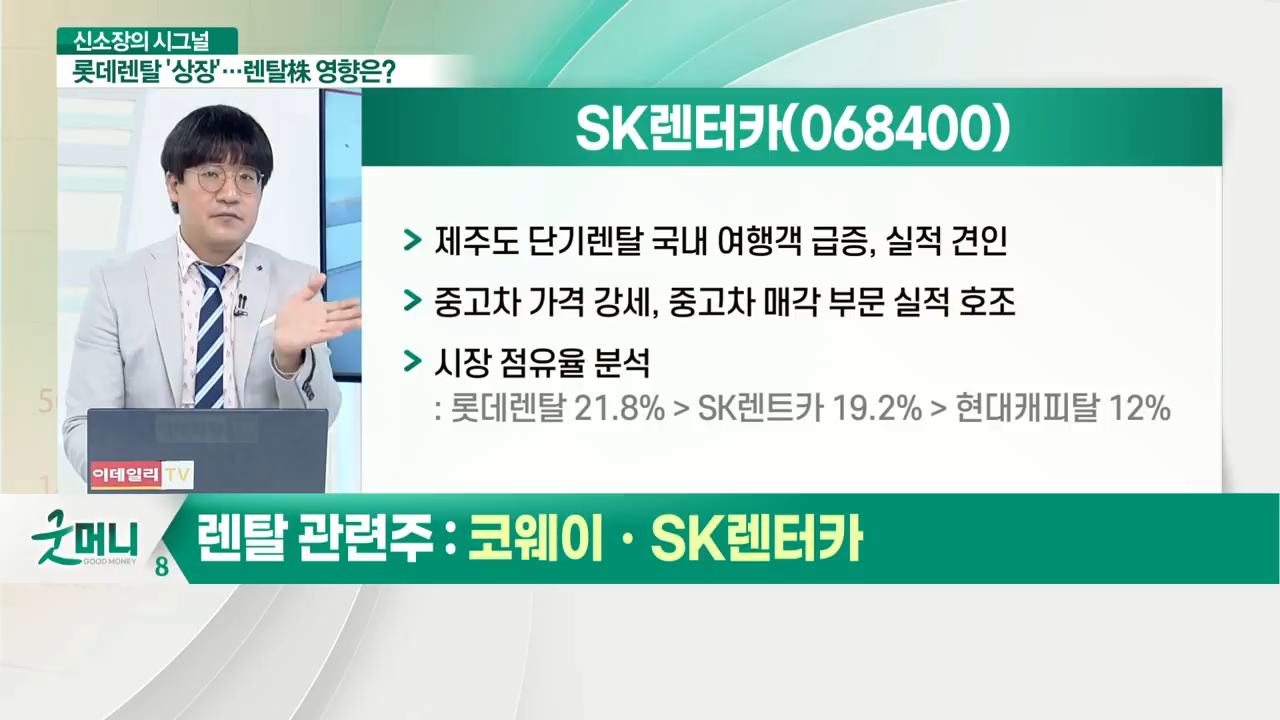 신소장의 시그널
롯데렌탈 '상장'…렌탈株 영향은?
SK렌터카(068400)
> 제주도 단기렌탈 국내 여행객 급증, 실적 견인
> 중고차 가격 강세, 중고차 매각 부문 실적 호조
> 시장 점유율 분석
: 롯데렌탈 21.8% > SK렌트카 19.2% > 현대캐피탈 12%
이데일리 TV
굿머니
GOOD MONEY
8
렌탈 관련주 : 코웨이 · SK렌터카